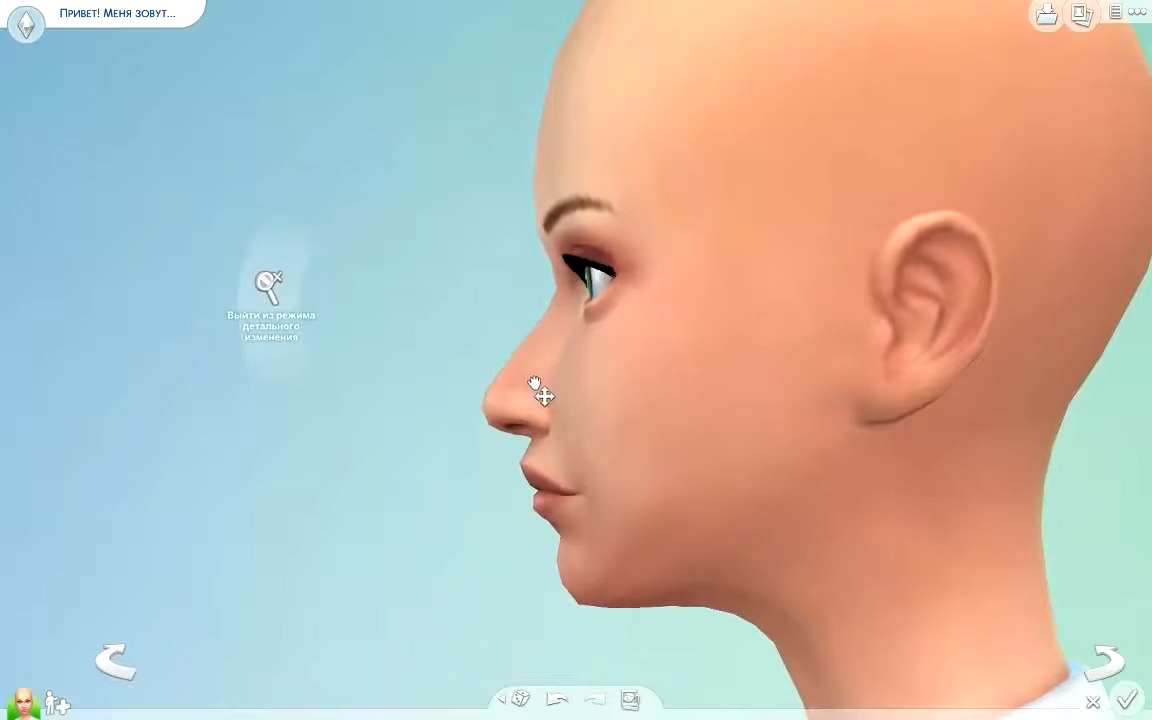 Привет! Меня зовут...
Выйти из режима
детального
изменения